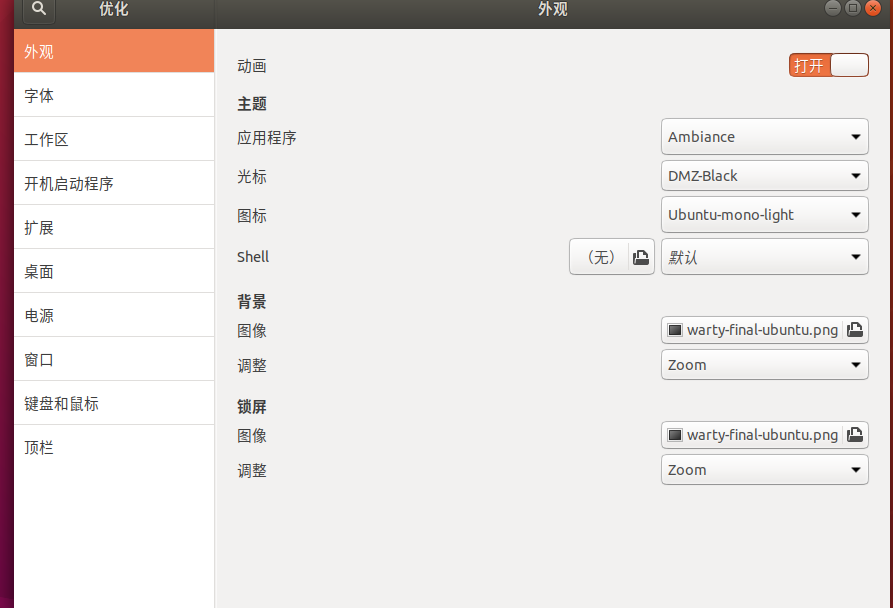 优化
外观
外观
字体
工作区
开机启动程序
扩展
桌面
电源
窗口
键盘和鼠标
顶栏
动画 打开
主题
应用程序 Ambiance
光标 DMZ-Black
图标 Ubuntu-mono-light
Shell （无） 默认
背景
图像 warty-final-ubuntu.png
调整 Zoom
锁屏
图像 warty-final-ubuntu.png
调整 Zoom